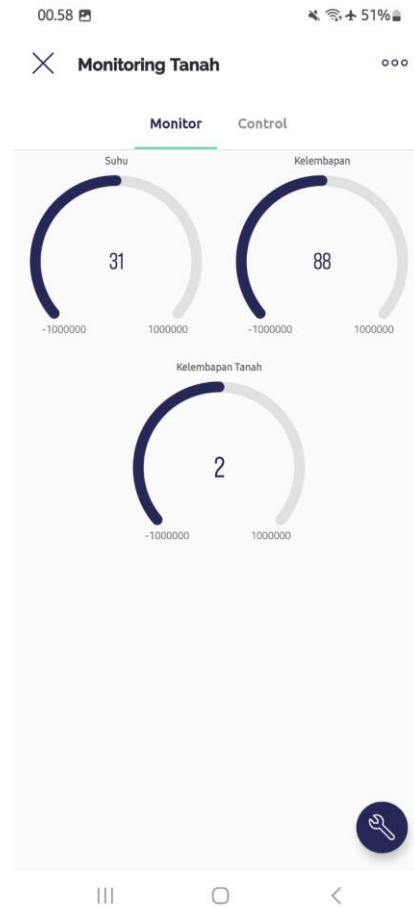 00.58
51%
Monitoring Tanah
Monitor Control
Suhu Kelembapan
31 88
-1000000 1000000 -1000000 1000000
Kelembapan Tanah
2
-1000000 1000000